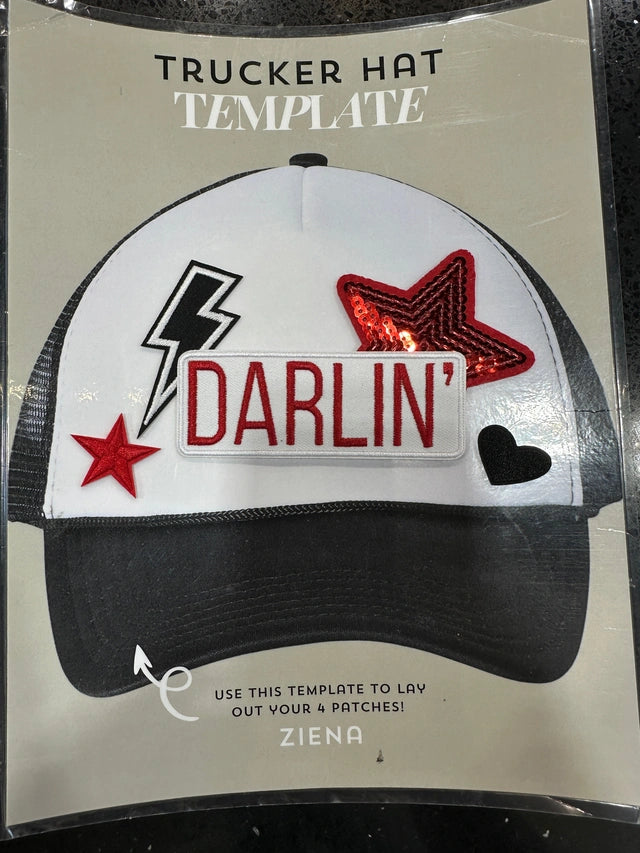 TRUCKER HAT
TEMPLATE
DARLIN'
USE THIS TEMPLATE TO LAY
OUT YOUR 4 PATCHES!
ZIENA